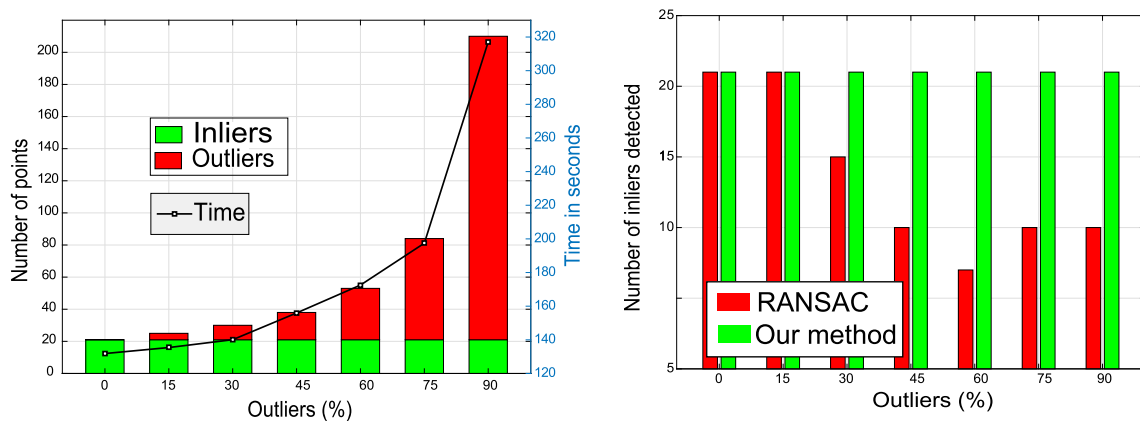 Number of points
200
180
160
140
120
100
80
60
40
20
0
Inliers
Outliers
Time
320
300
280
260
240
220
200
180
160
140
120
Time in seconds
0 15 30 45 60 75 90
Outliers (%)
Number of inliers detected
25
20
15
10
5
RANSAC
Our method
0 15 30 45 60 75 90
Outliers (%)